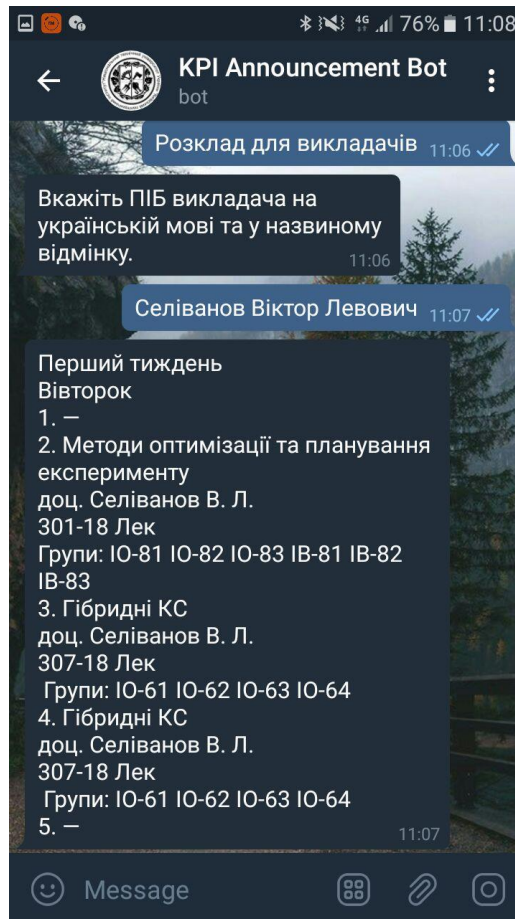 4G 76% 11:08
KPI Announcement Bot
bot
Розклад для викладачів 11:06
Вкажіть ПІБ викладача на
українській мові та у назвиному
відмінку. 11:06
Селіванов Віктор Левович 11:07
Перший тиждень
Вівторок
1. —
2. Методи оптимізації та планування
експерименту
доц. Селіванов В. Л.
301-18 Лек
Групи: ІО-81 ІО-82 ІО-83 ІВ-81 ІВ-82
ІВ-83
3. Гібридні КС
доц. Селіванов В. Л.
307-18 Лек
Групи: ІО-61 ІО-62 ІО-63 ІО-64
4. Гібридні КС
доц. Селіванов В. Л.
307-18 Лек
Групи: ІО-61 ІО-62 ІО-63 ІО-64
5. — 11:07
Message